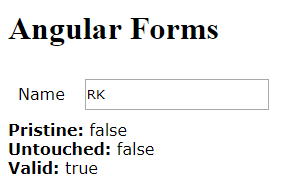 Angular Forms
Name RK
Pristine: false
Untouched: false
Valid: true